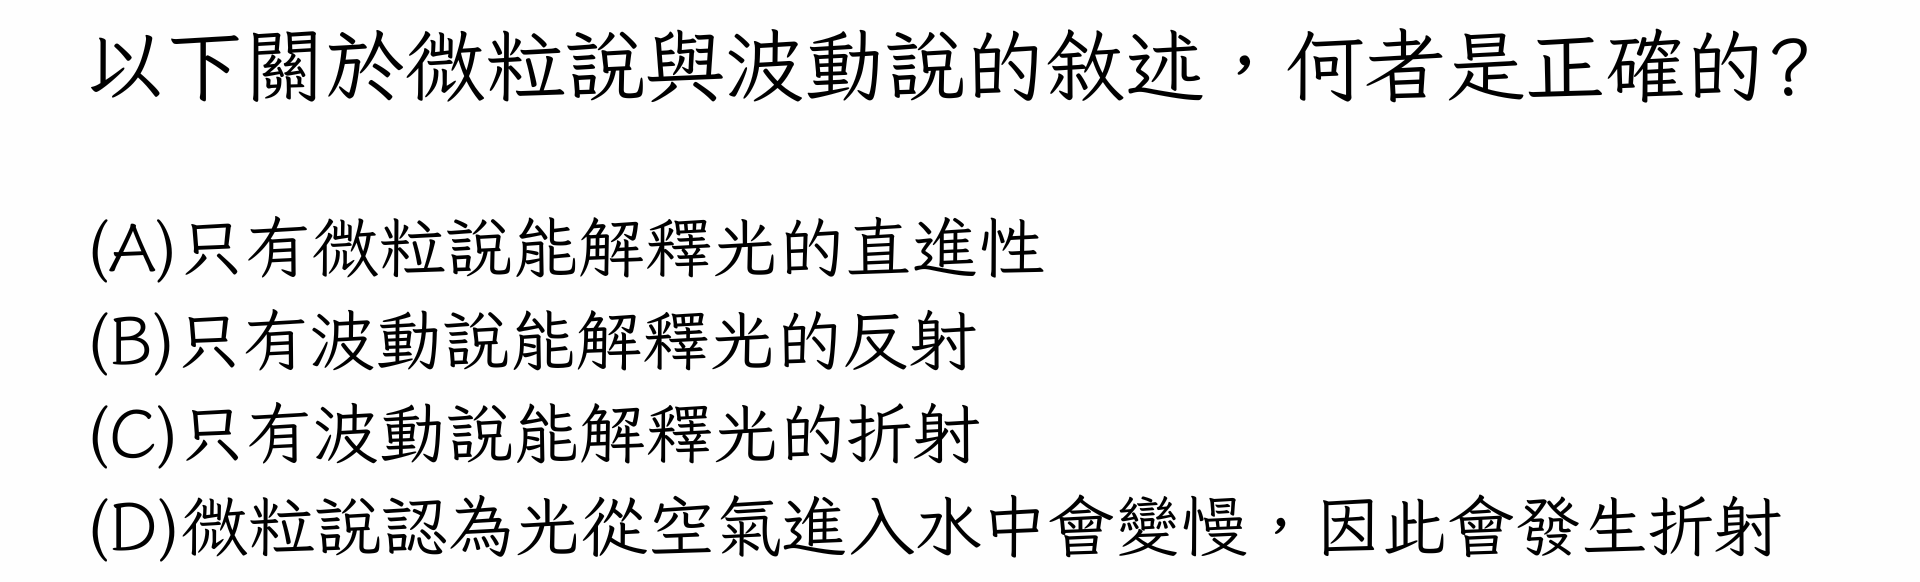 以下關於微粒說與波動說的敘述，何者是正確的?
(A)只有微粒說能解釋光的直進性
(B)只有波動說能解釋光的反射
(C)只有波動說能解釋光的折射
(D)微粒說認為光從空氣進入水中會變慢，因此會發生折射